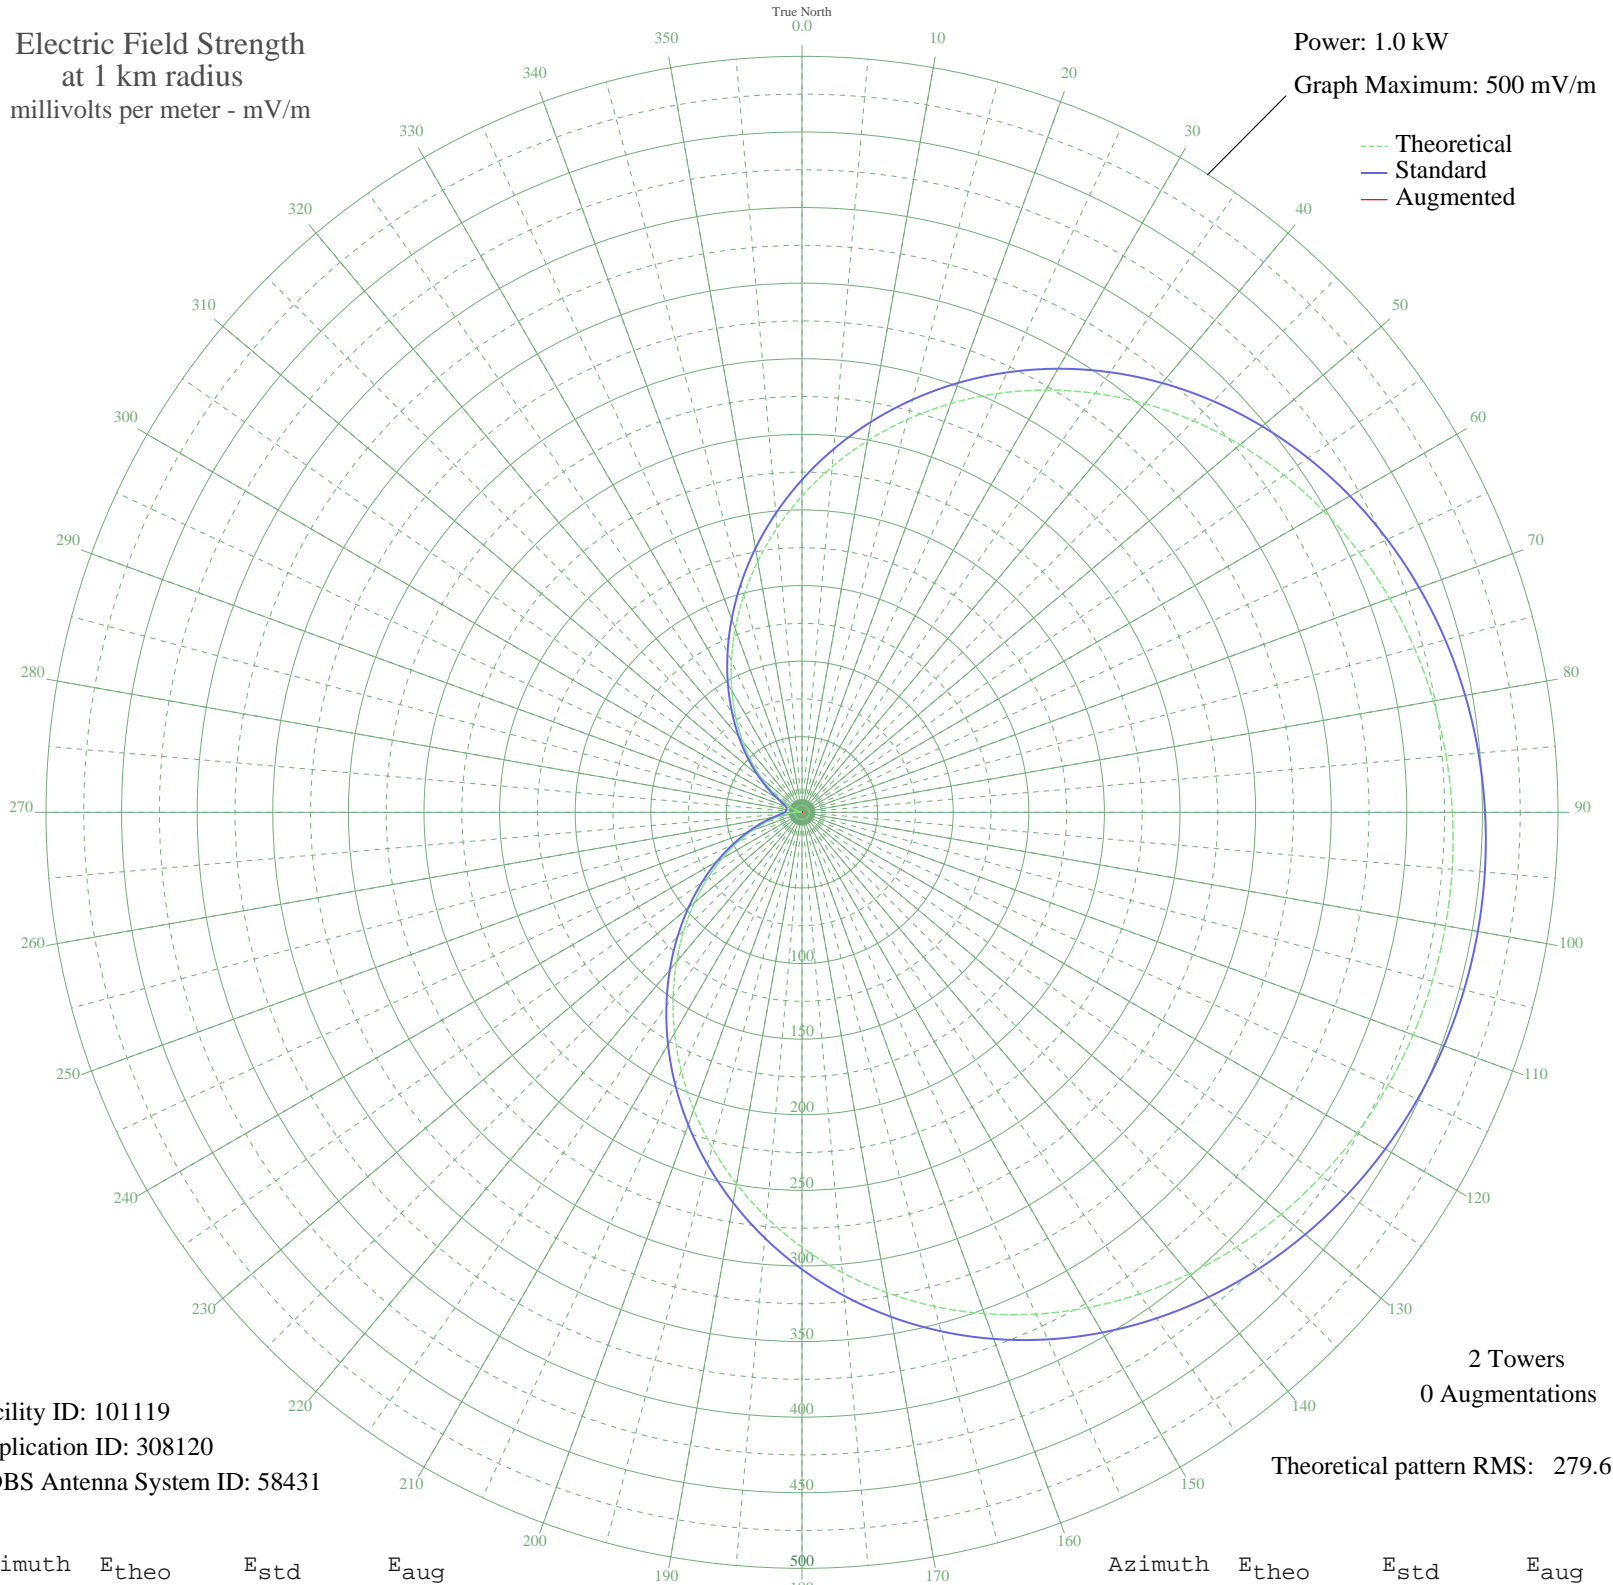 True North
0.0
Electric Field Strength
at 1 km radius
millivolts per meter - mV/m
Power: 1.0 kW
Graph Maximum: 500 mV/m
Theoretical
Standard
Augmented
10
20
30
40
50
60
70
80
90
100
110
120
130
140
150
160
170
190
200
210
220
230
240
250
260
270
280
290
300
310
320
330
340
350
100
150
200
250
300
350
400
450
500
2 Towers
0 Augmentations
Theoretical pattern RMS: 279.6
cility ID: 101119
plication ID: 308120
DBS Antenna System ID: 58431
imuth Etheo Estd Eaug
Azimuth Etheo Estd Eaug